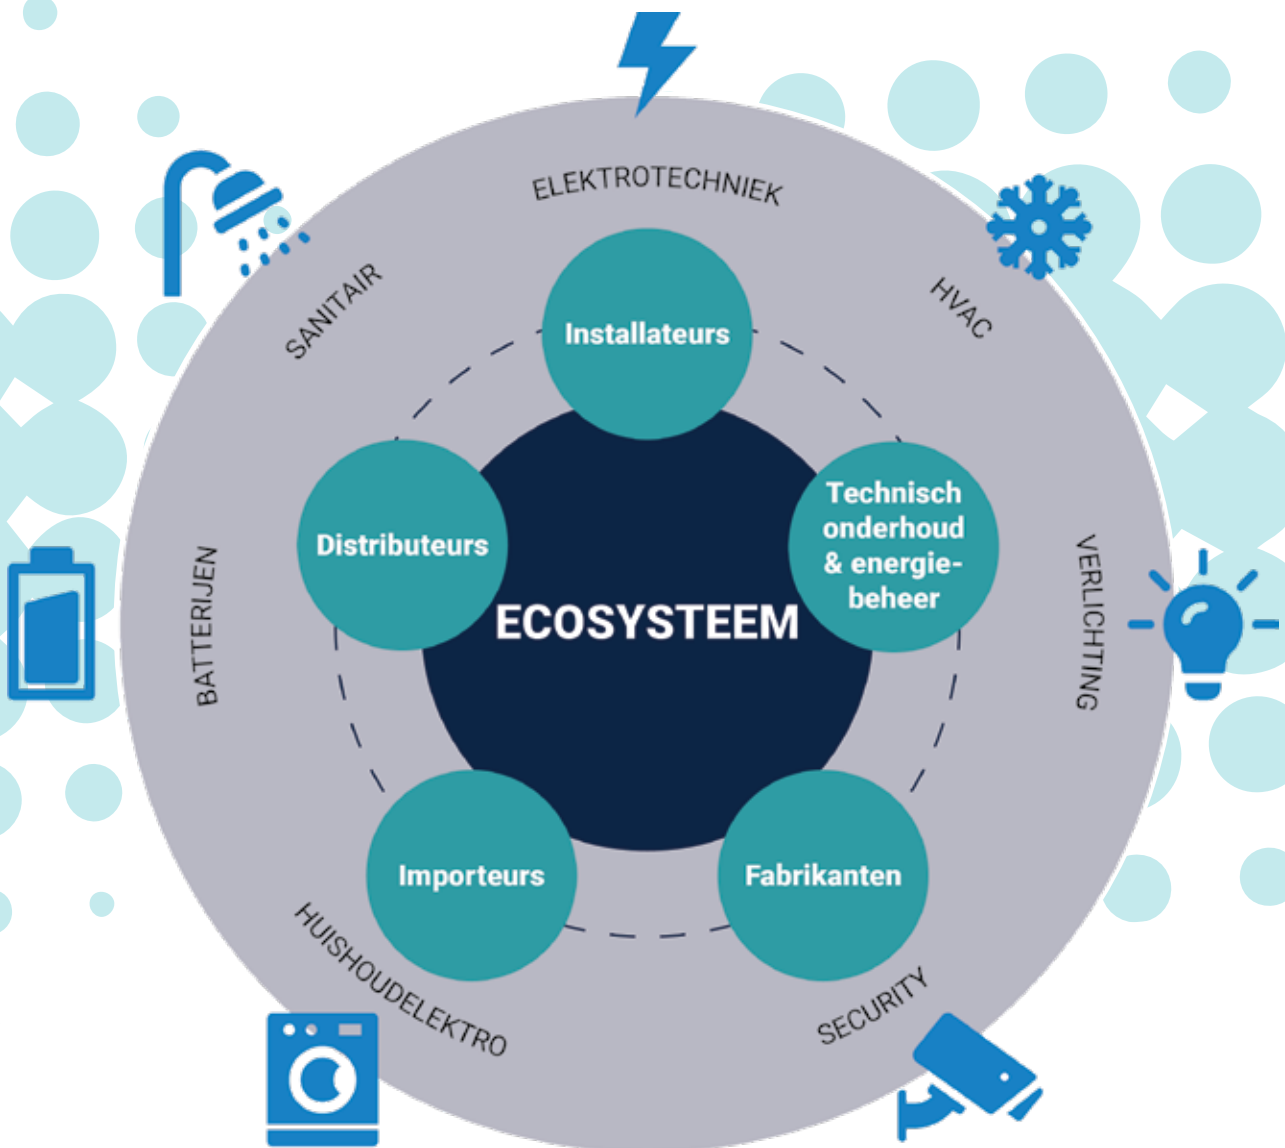 ELEKTROTECHNIEK
HVAC
VERLICHTING
SECURITY
HUISHOUDELEKTRO
BATTERIJEN
SANITAIR
Installateurs
Technisch
onderhoud
& energie-
beheer
Fabrikanten
Importeurs
Distributeurs
ECOSYSTEEM